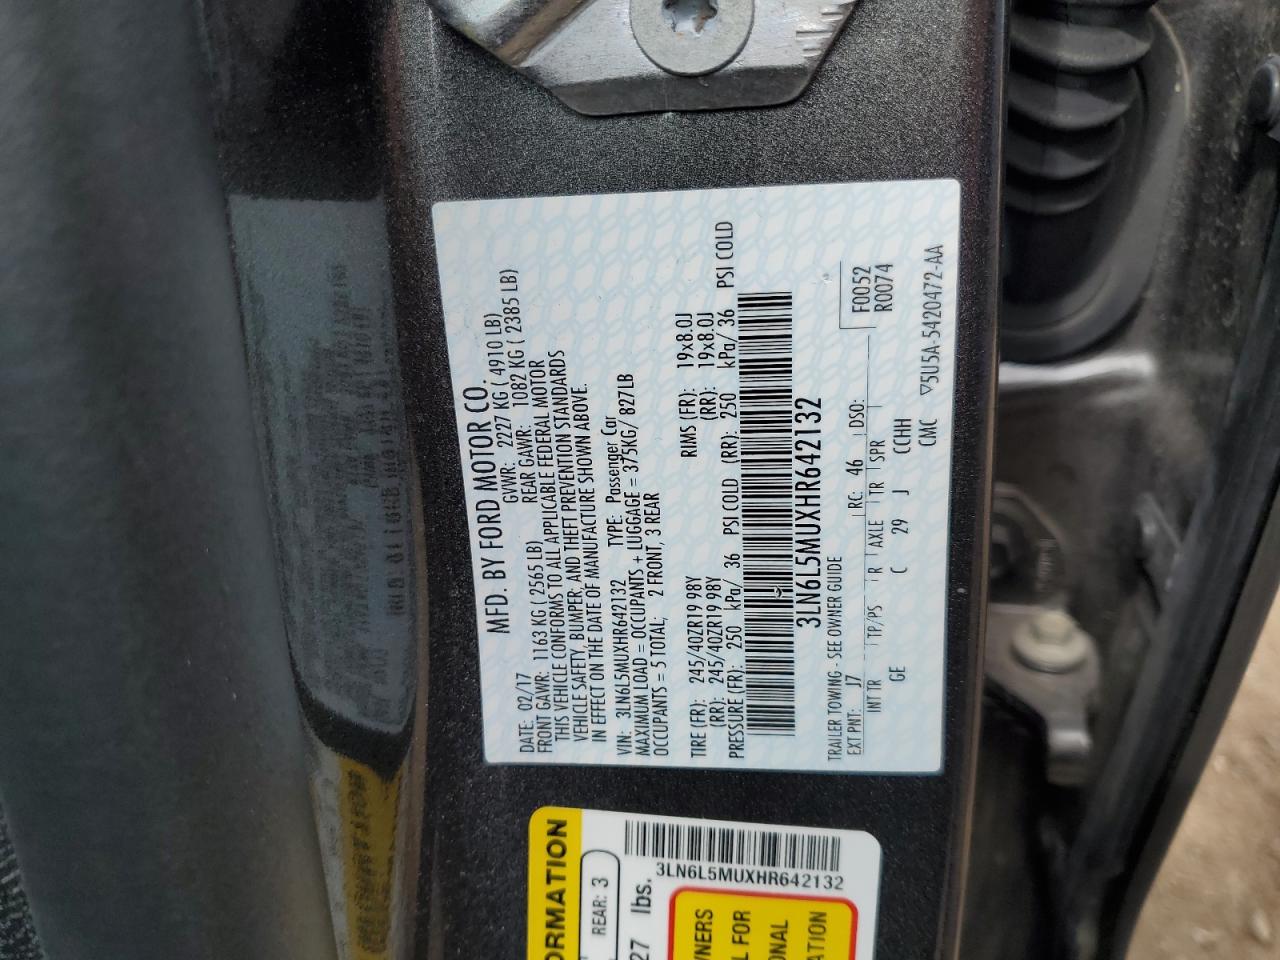 MFD. BY FORD MOTOR CO.
DATE: 02/17 GVWR: 2227 KG ( 4910 LB)
FRONT GAWR: 1163 KG ( 2565 LB) REAR GAWR: 1082 KG ( 2385 LB)
THIS VEHICLE CONFORMS TO ALL APPLICABLE FEDERAL MOTOR
VEHICLE SAFETY, BUMPER, AND THEFT PREVENTION STANDARDS
IN EFFECT ON THE DATE OF MANUFACTURE SHOWN ABOVE.
VIN: 3LN6L5MUXHR642132 TYPE: Passenger Car
MAXIMUM LOAD = OCCUPANTS + LUGGAGE = 375KG/ 827LB
OCCUPANTS = 5 TOTAL; 2 FONT, 3 REAR
TIRE (FR): 245/40ZR19 98Y RIMS (FR): 19x8.0J
(RR): 245/40ZR19 98Y (RR): 19x8.0J
PRESSURE (FR): 250 kPa/ 36 PSI COLD (RR): 250 kPa/ 36 PSI COLD
3LN6L5MUXHR642132
TRAILER TOWING - SEE OWNER GUIDE
F0052
EXT PNT: J7 RC: 46 DSO: R0074
INT TR TP/PS R AXLE TR SPR
GE C 29 J CCHH
CMC ▽5U5A-5420472-AA
ORMATION
REAR: 3
27 lbs.
3LN6L5MUXHR642132
WNERS
L FOR
ONAL
ATION